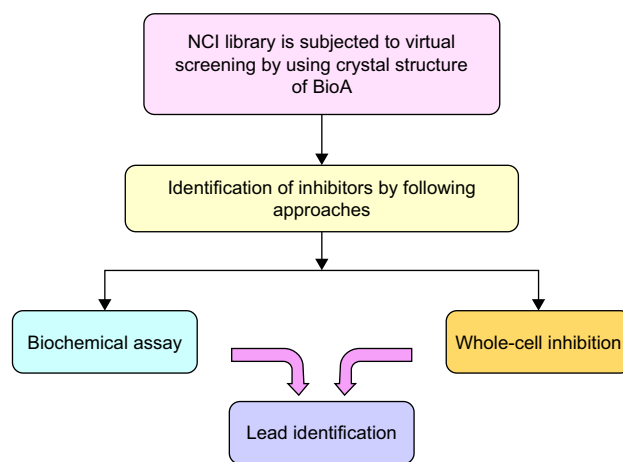 NCI library is subjected to virtual
screening by using crystal structure
of BioA
Identification of inhibitors by following
approaches
Biochemical assay
Whole-cell inhibition
Lead identification